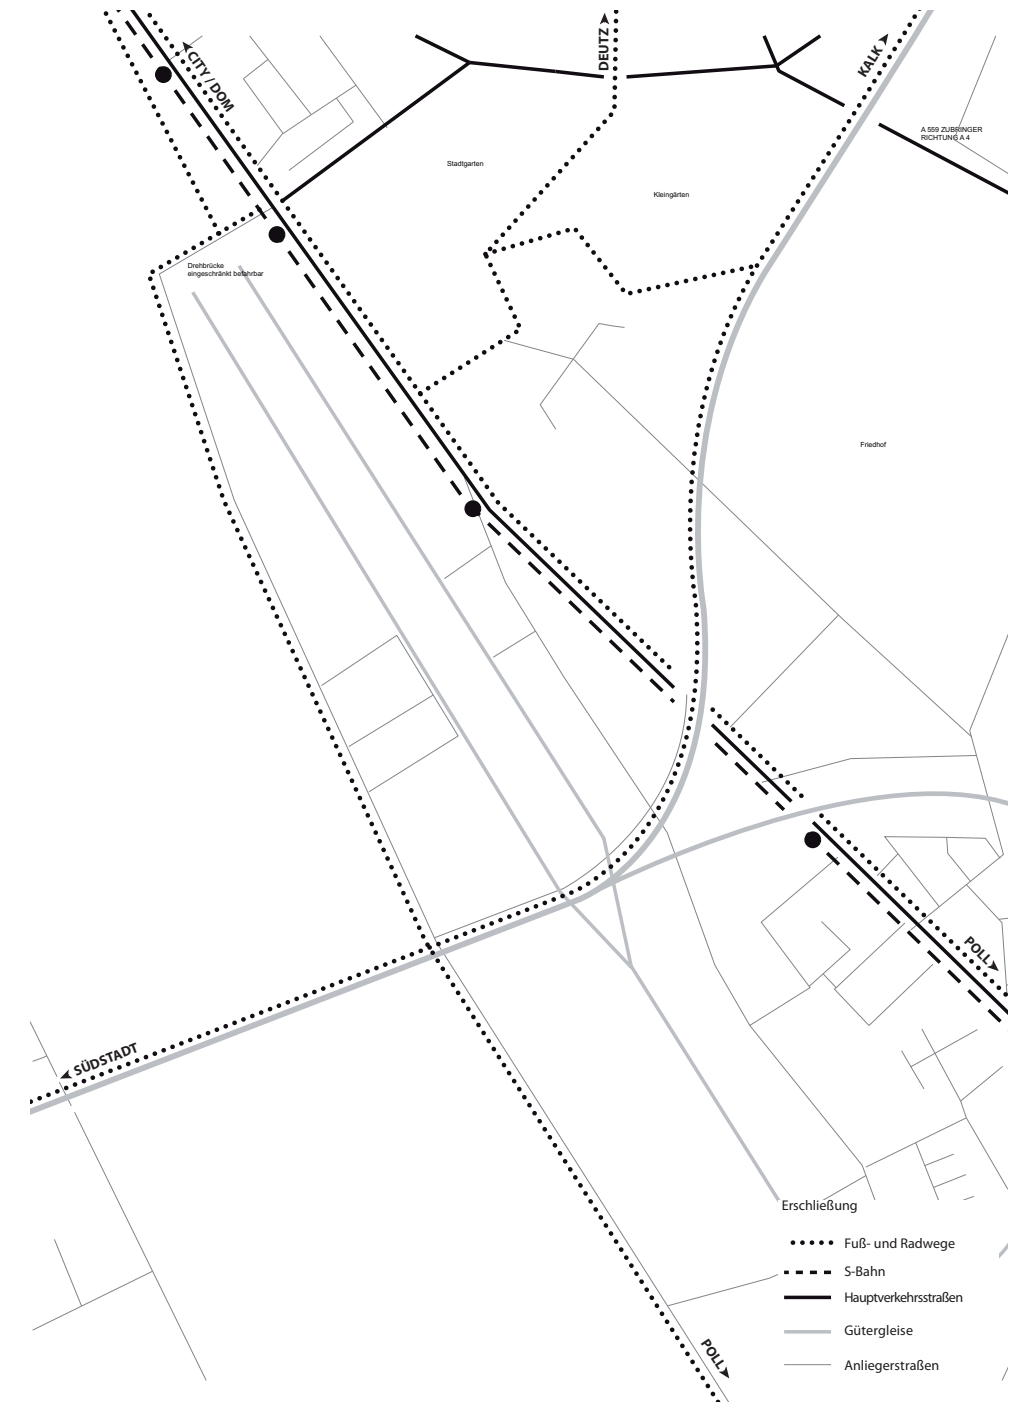 DEUTZ
KALK
CITY / DOM
A 559 ZUBRINGER
RICHTUNG A 4
Stadtgarten
Kleingärten
Drehbrücke
eingeschränkt befahrbar
Friedhof
POLL
SÜDSTADT
Erschließung
Fuß- und Radwege
S-Bahn
Hauptverkehrsstraßen
Gütergleise
Anliegerstraßen
POLL